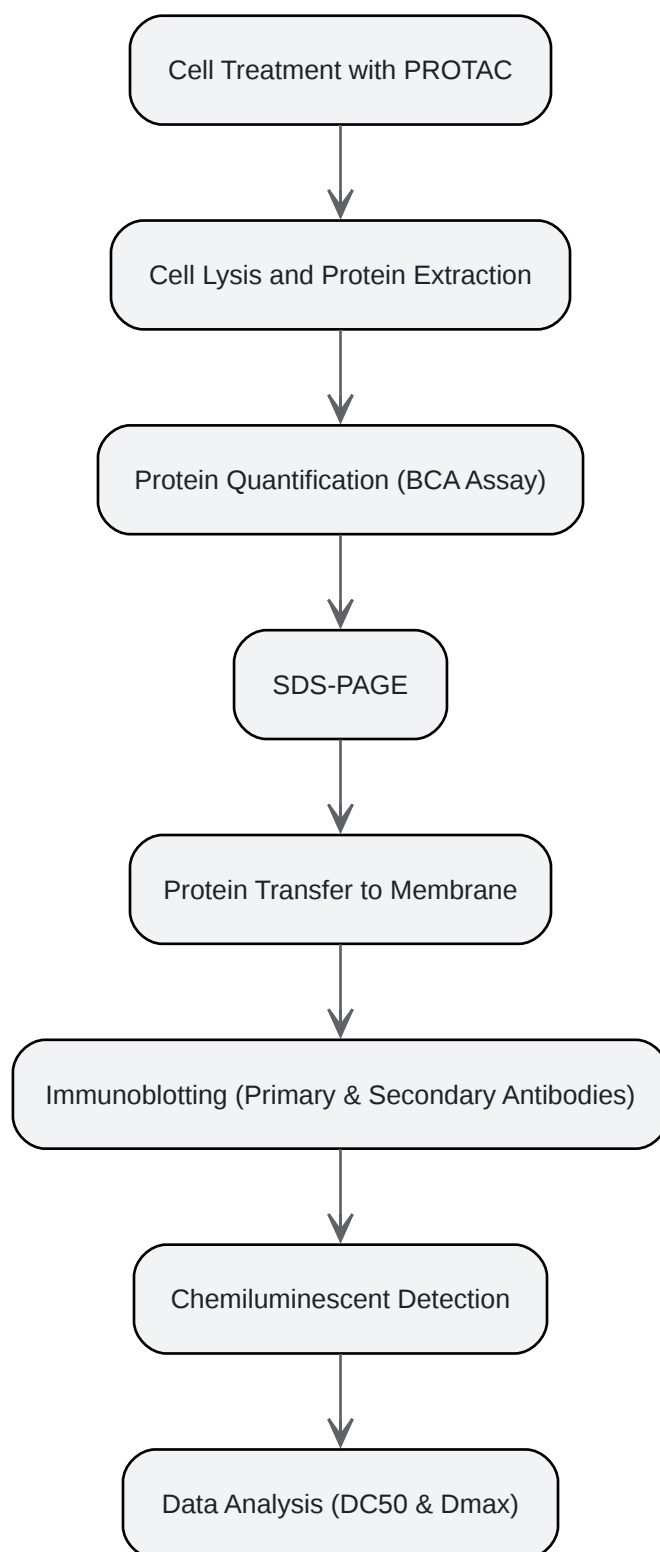 Cell Treatment with PROTAC
Cell Lysis and Protein Extraction
Protein Quantification (BCA Assay)
SDS-PAGE
Protein Transfer to Membrane
Immunoblotting (Primary & Secondary Antibodies)
Chemiluminescent Detection
Data Analysis (DC50 & Dmax)